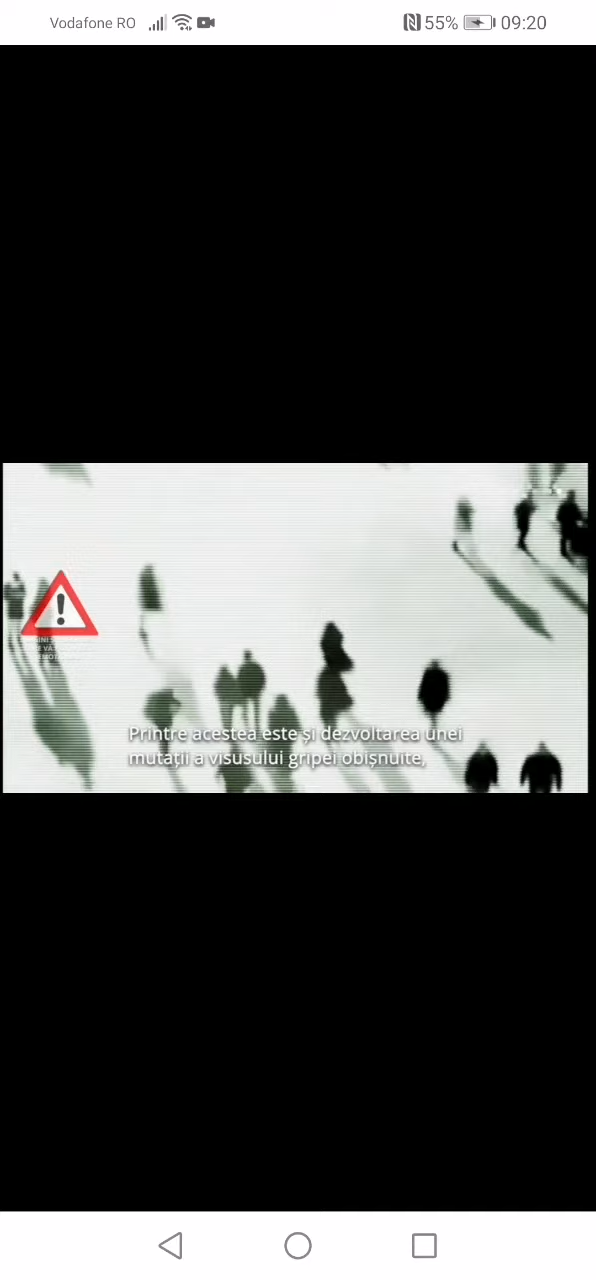 Vodafone RO
55%
09:20
Printre acestea este și dezvoltarea unei
mutații a visusului gripei obișnuite,